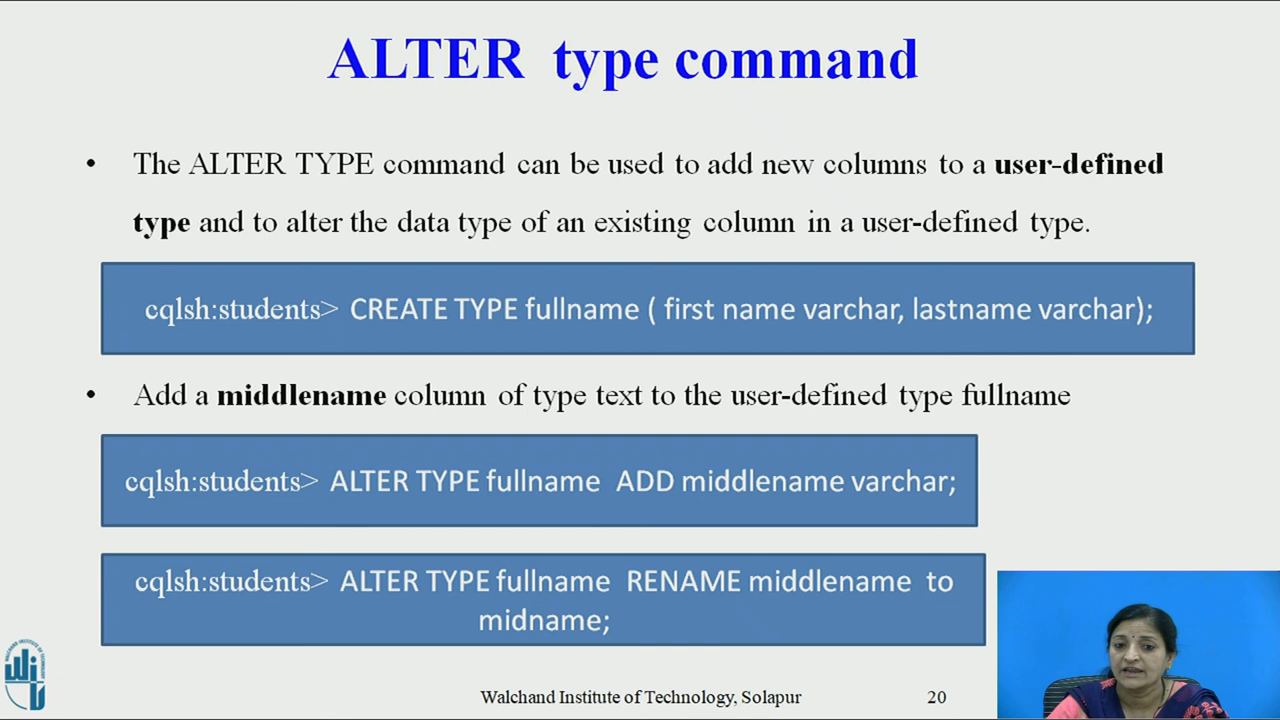 ALTER type command
• The ALTER TYPE command can be used to add new columns to a user-defined
type and to alter the data type of an existing column in a user-defined type.
cqlsh:students> CREATE TYPE fullname ( first name varchar, lastname varchar);
• Add a middlename column of type text to the user-defined type fullname
cqlsh:students> ALTER TYPE fullname ADD middlename varchar;
cqlsh:students> ALTER TYPE fullname RENAME middlename to
midname;
WALCHAND INSTITUTE OF TECHNOLOGY
Walchand Institute of Technology, Solapur 20